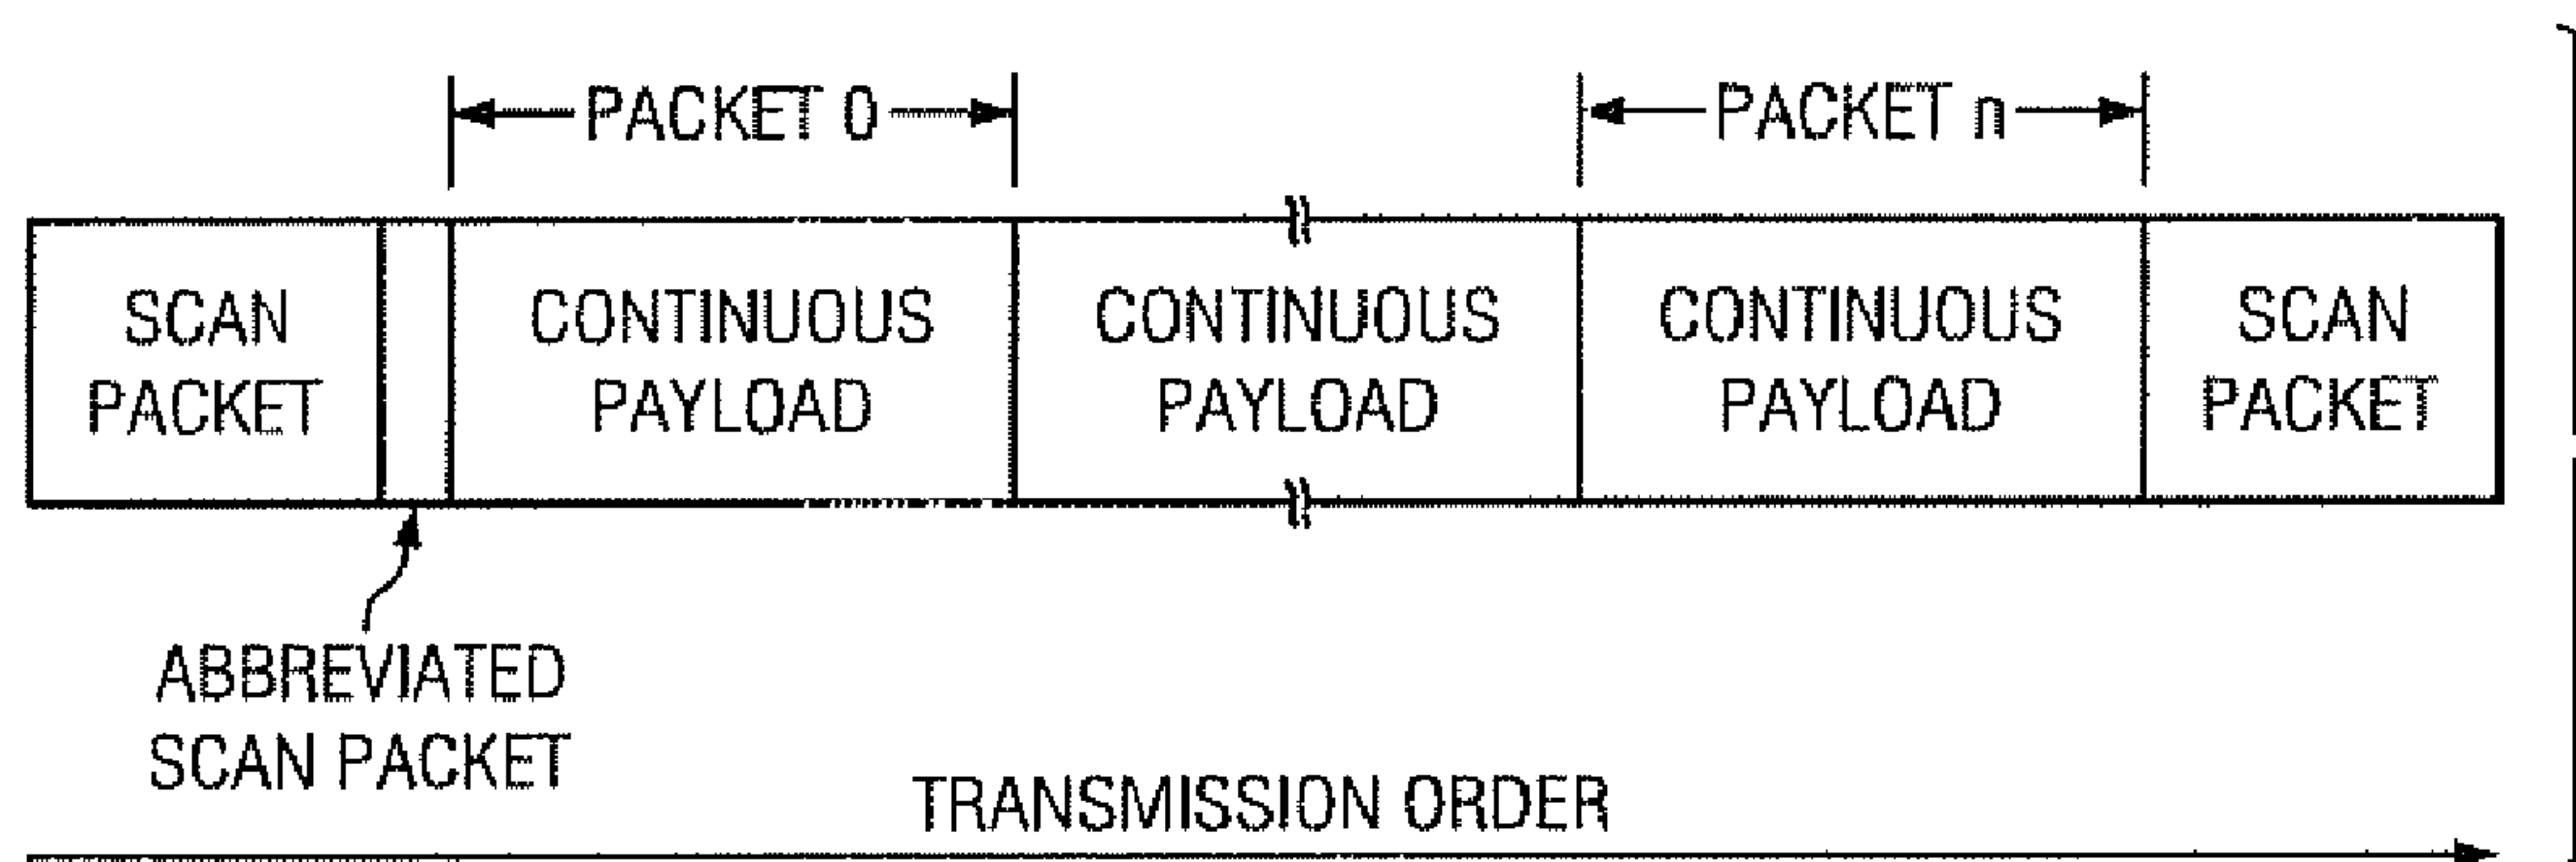 PACKET 0
PACKET n
SCAN
PACKET
CONTINUOUS
PAYLOAD
CONTINUOUS
PAYLOAD
CONTINUOUS
PAYLOAD
SCAN
PACKET
ABBREVIATED
SCAN PACKET
TRANSMISSION ORDER